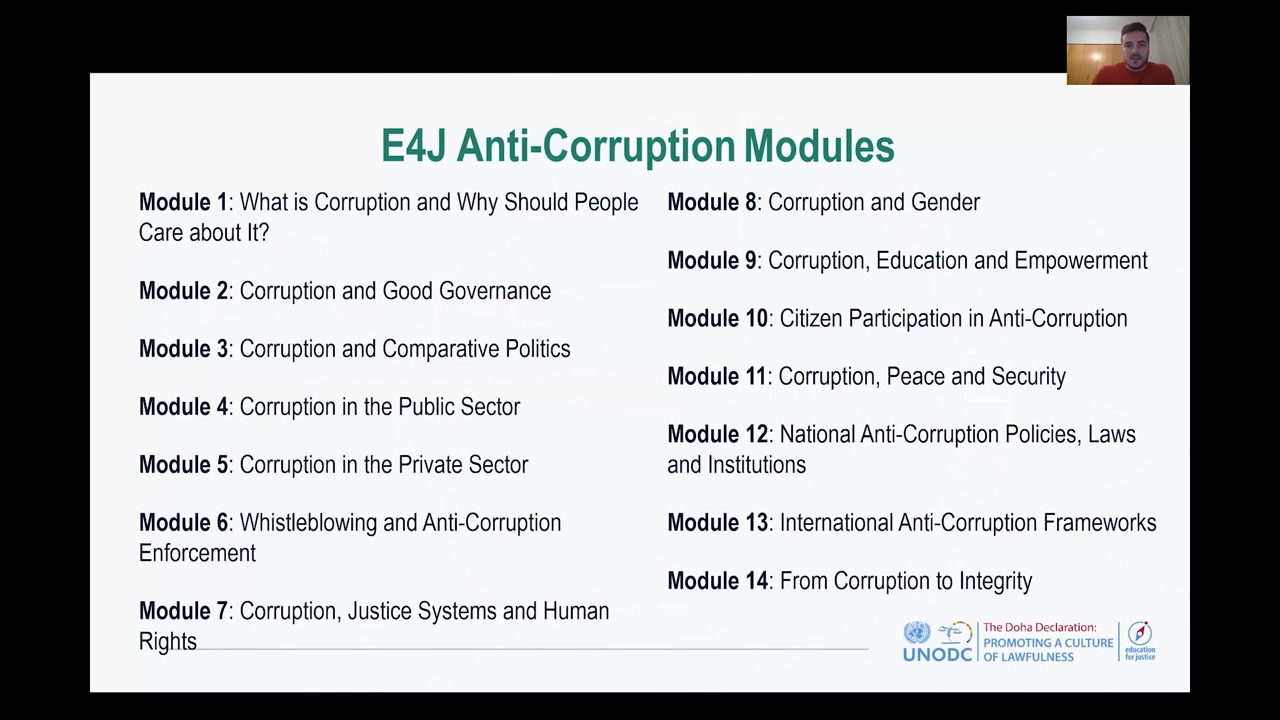 E4J Anti-Corruption Modules
Module 1: What is Corruption and Why Should People
Care about It?
Module 2: Corruption and Good Governance
Module 3: Corruption and Comparative Politics
Module 4: Corruption in the Public Sector
Module 5: Corruption in the Private Sector
Module 6: Whistleblowing and Anti-Corruption
Enforcement
Module 7: Corruption, Justice Systems and Human
Rights
Module 8: Corruption and Gender
Module 9: Corruption, Education and Empowerment
Module 10: Citizen Participation in Anti-Corruption
Module 11: Corruption, Peace and Security
Module 12: National Anti-Corruption Policies, Laws
and Institutions
Module 13: International Anti-Corruption Frameworks
Module 14: From Corruption to Integrity
UNODC
The Doha Declaration:
PROMOTING A CULTURE
OF LAWFULNESS
education
for justice